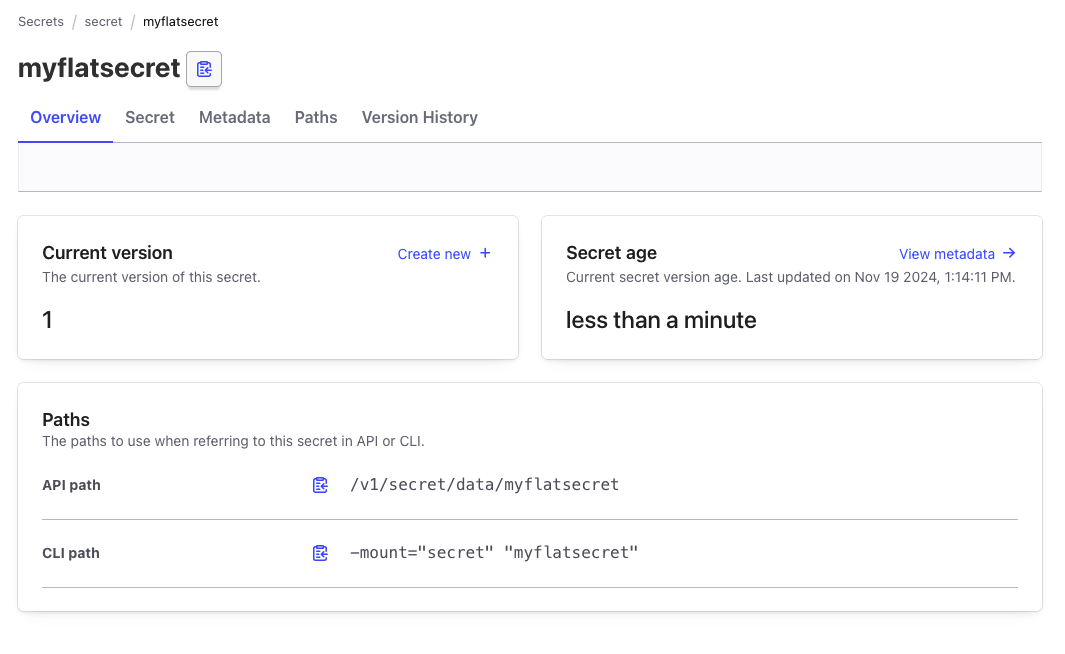 Secrets / secret / myflatsecret
myflatsecret
Overview Secret Metadata Paths Version History
Current version Create new +
The current version of this secret.
1
Secret age View metadata →
Current secret version age. Last updated on Nov 19 2024, 1:14:11 PM.
less than a minute
Paths
The paths to use when referring to this secret in API or CLI.
API path /v1/secret/data/myflatsecret
CLI path -mount="secret" "myflatsecret"